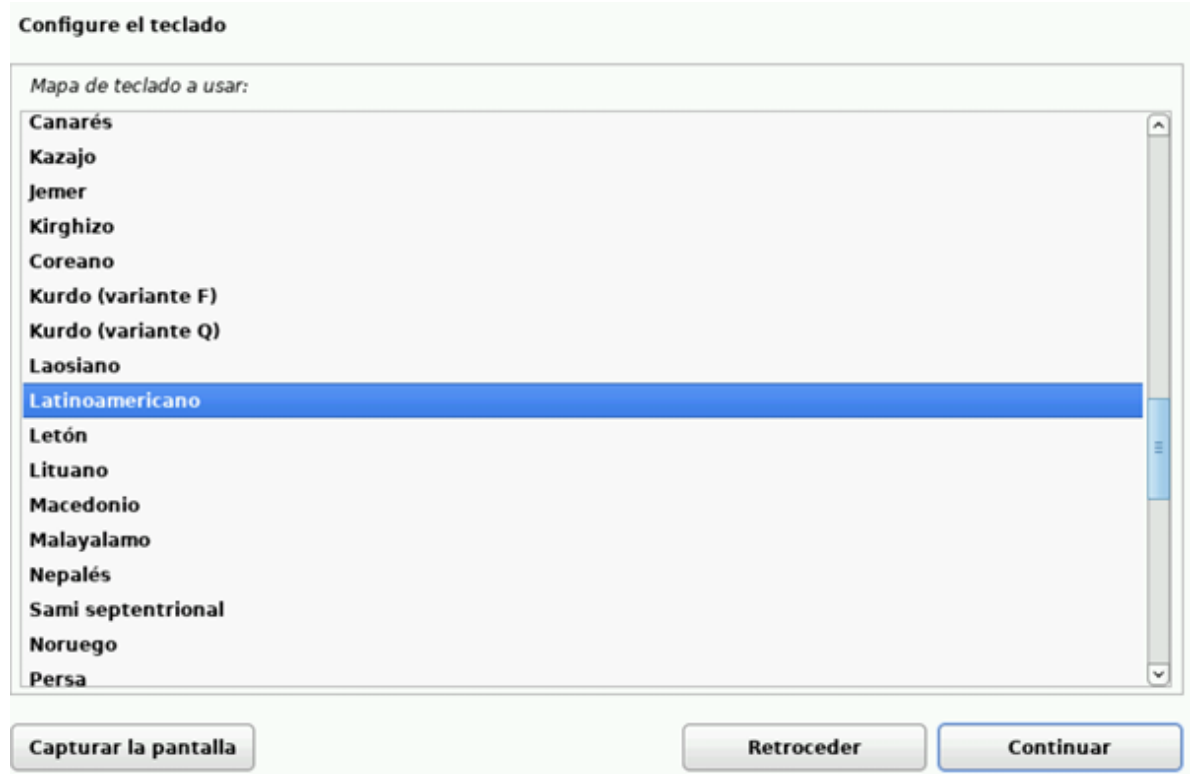 Configure el teclado
Mapa de teclado a usar:
Canarés
Kazajo
Jemer
Kirghizo
Coreano
Kurdo (variante F)
Kurdo (variante Q)
Laosiano
Latinoamericano
Letón
Lituano
Macedonio
Malayalamo
Nepalés
Sami septentrional
Noruego
Persa
Capturar la pantalla
Retroceder
Continuar